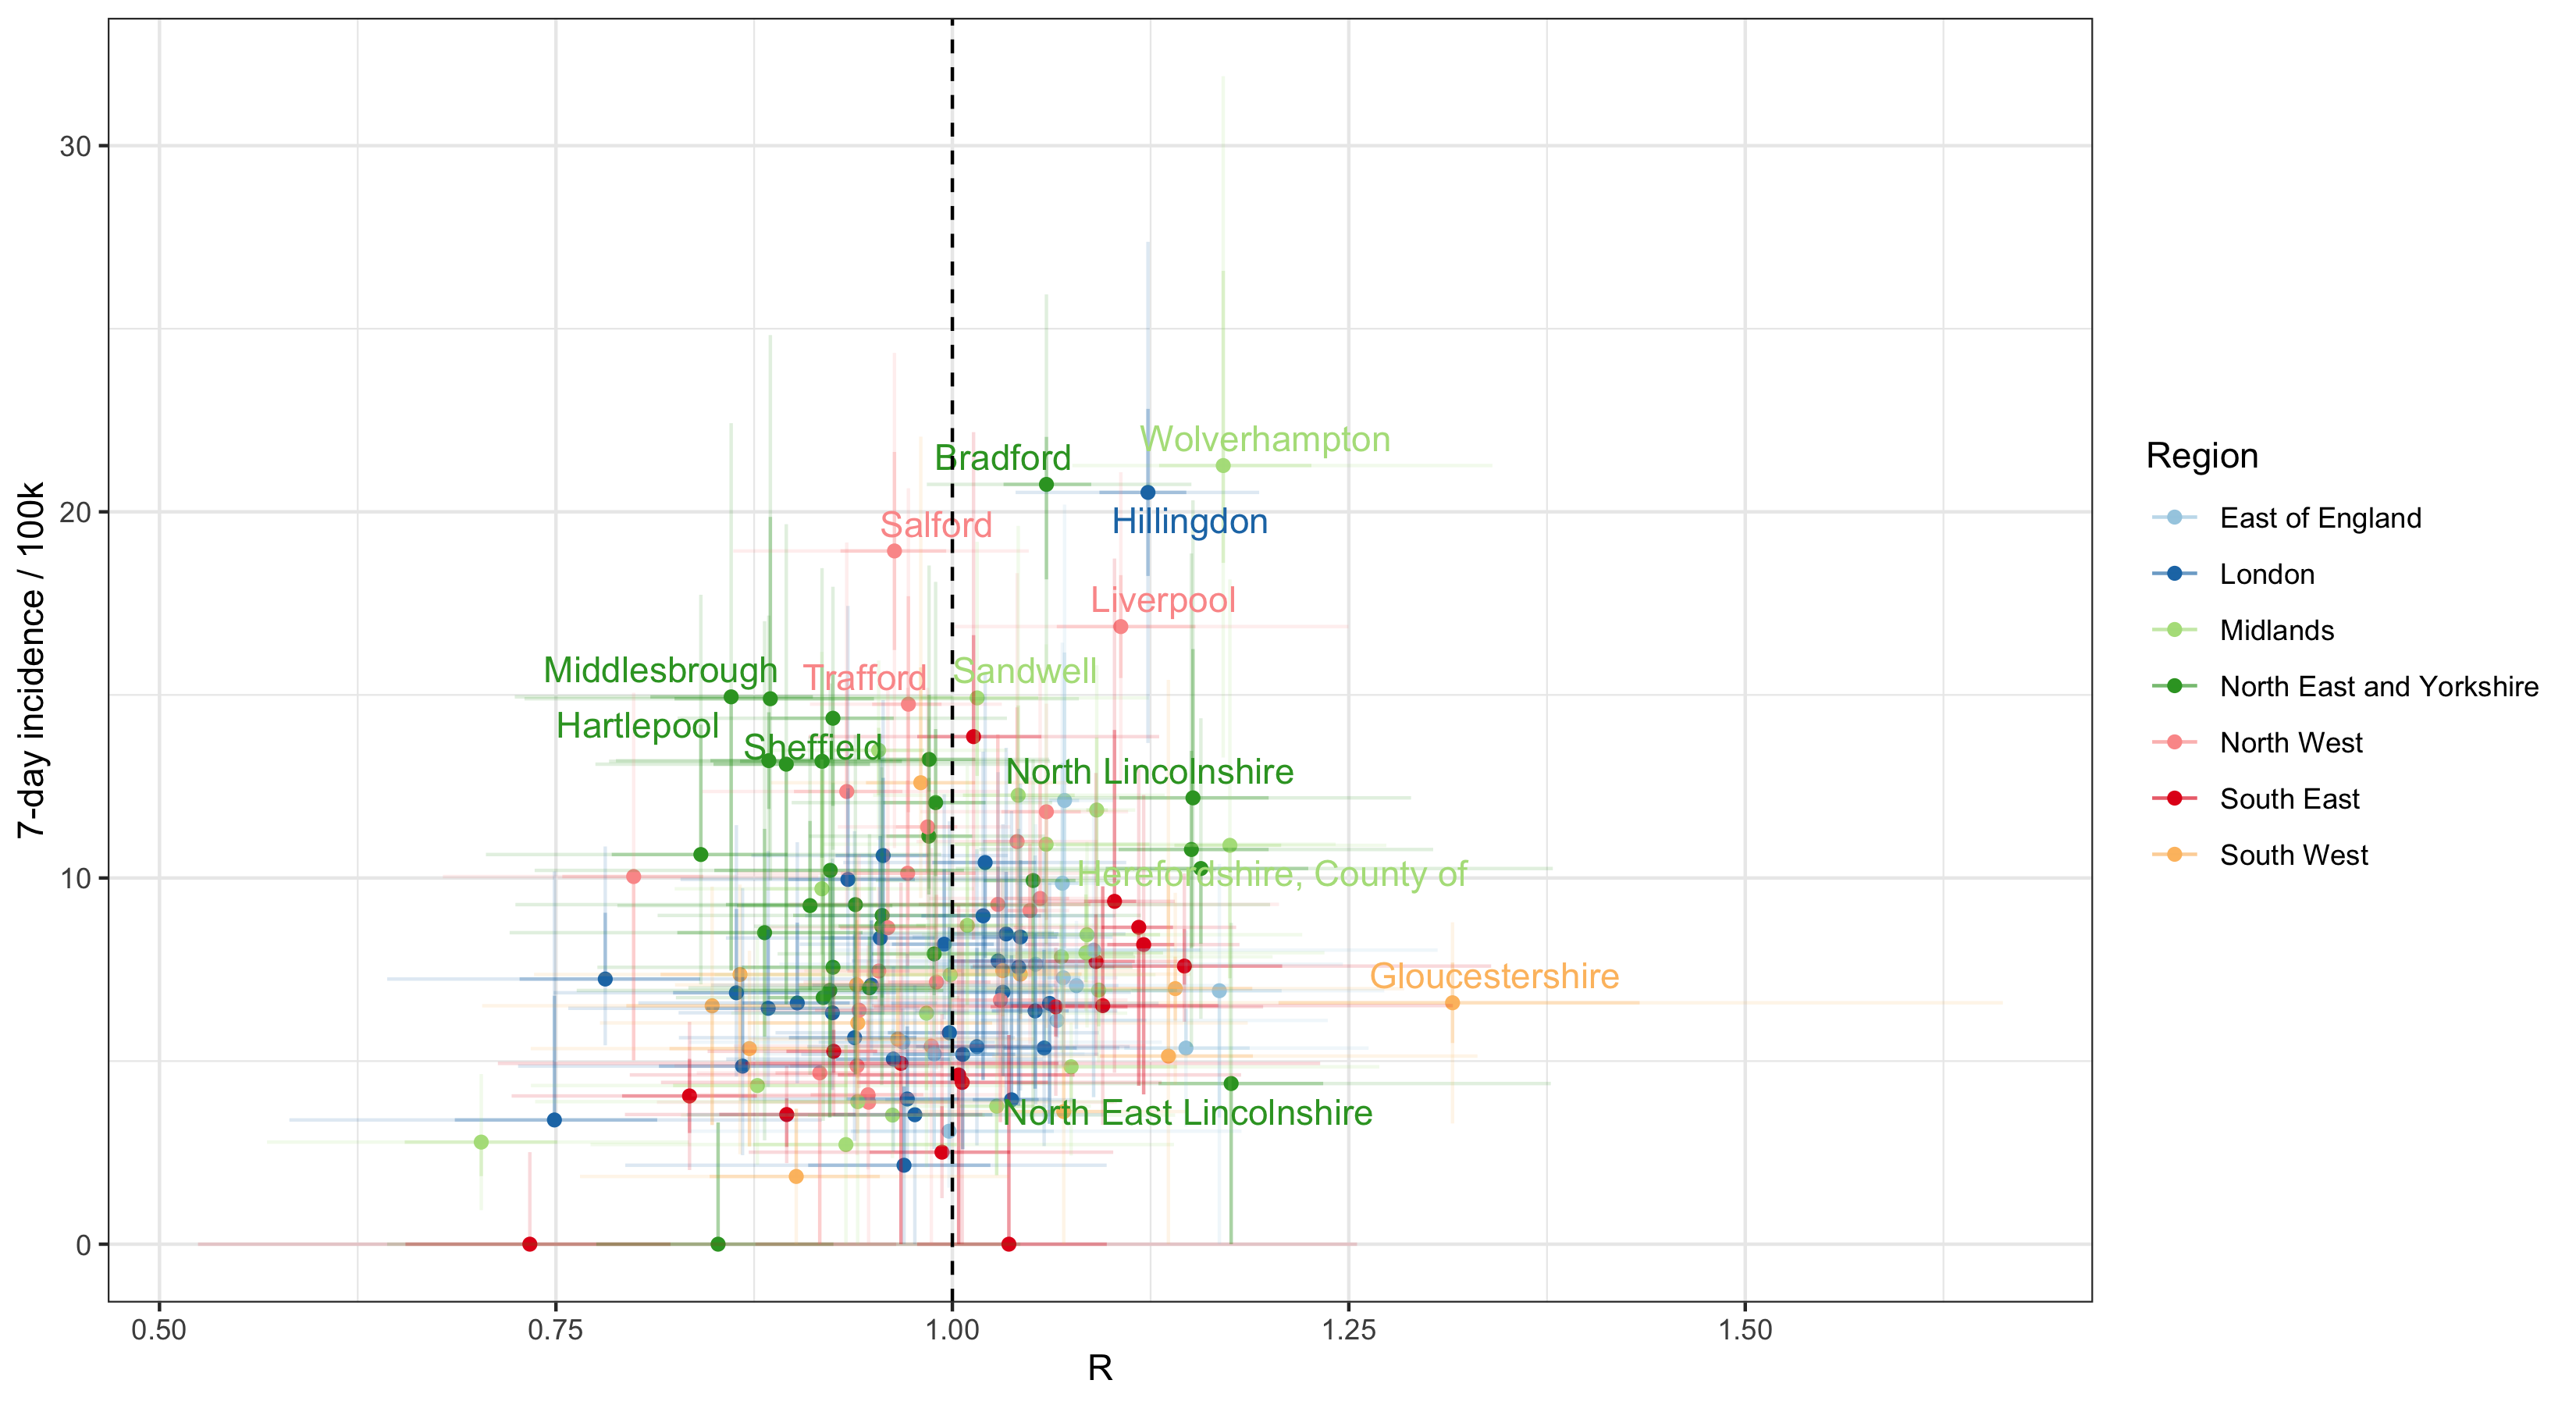 7-day incidence / 100k
30
20
10
0
Wolverhampton
Bradford
Hillingdon
Salford
Liverpool
Middlesbrough
Trafford
Sandwell
Hartlepool
Sheffield
North Lincolnshire
Herefordshire, County of
Gloucestershire
North East Lincolnshire
0.50
0.75
1.00
1.25
1.50
R
Region
East of England
London
Midlands
North East and Yorkshire
North West
South East
South West